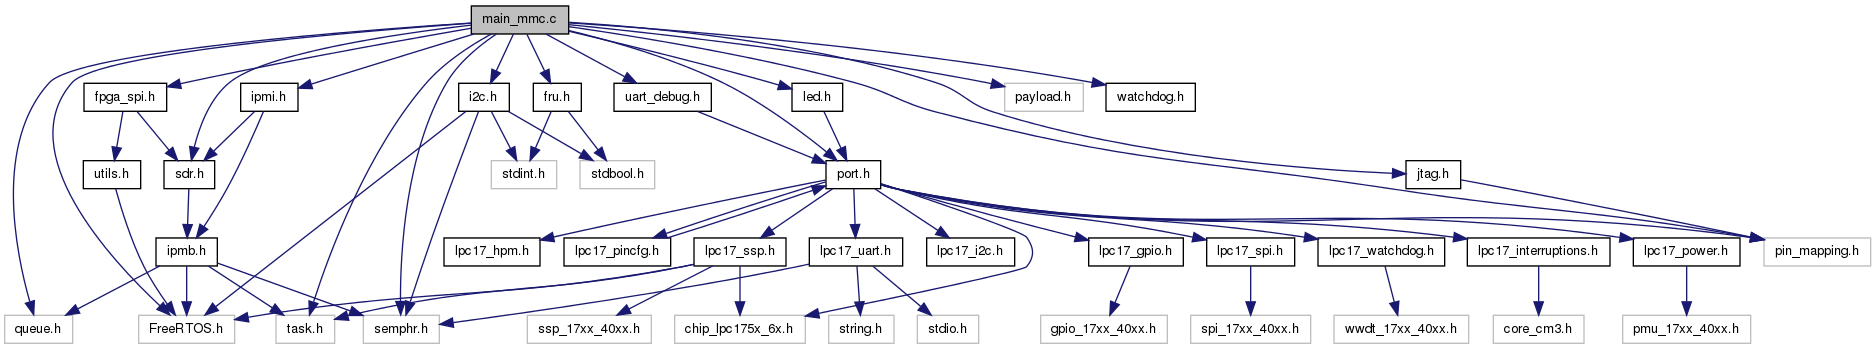 main_mmc.c
fpga_spi.h
ipmi.h
i2c.h
fru.h
uart_debug.h
led.h
payload.h
watchdog.h
utils.h
sdr.h
stdint.h
stdbool.h
port.h
jtag.h
ipmb.h
lpc17_hpm.h
lpc17_pincfg.h
lpc17_ssp.h
lpc17_uart.h
lpc17_i2c.h
lpc17_gpio.h
lpc17_spi.h
lpc17_watchdog.h
lpc17_interruptions.h
lpc17_power.h
pin_mapping.h
queue.h
FreeRTOS.h
task.h
semphr.h
ssp_17xx_40xx.h
chip_lpc175x_6x.h
string.h
stdio.h
gpio_17xx_40xx.h
spi_17xx_40xx.h
wwdt_17xx_40xx.h
core_cm3.h
pmu_17xx_40xx.h